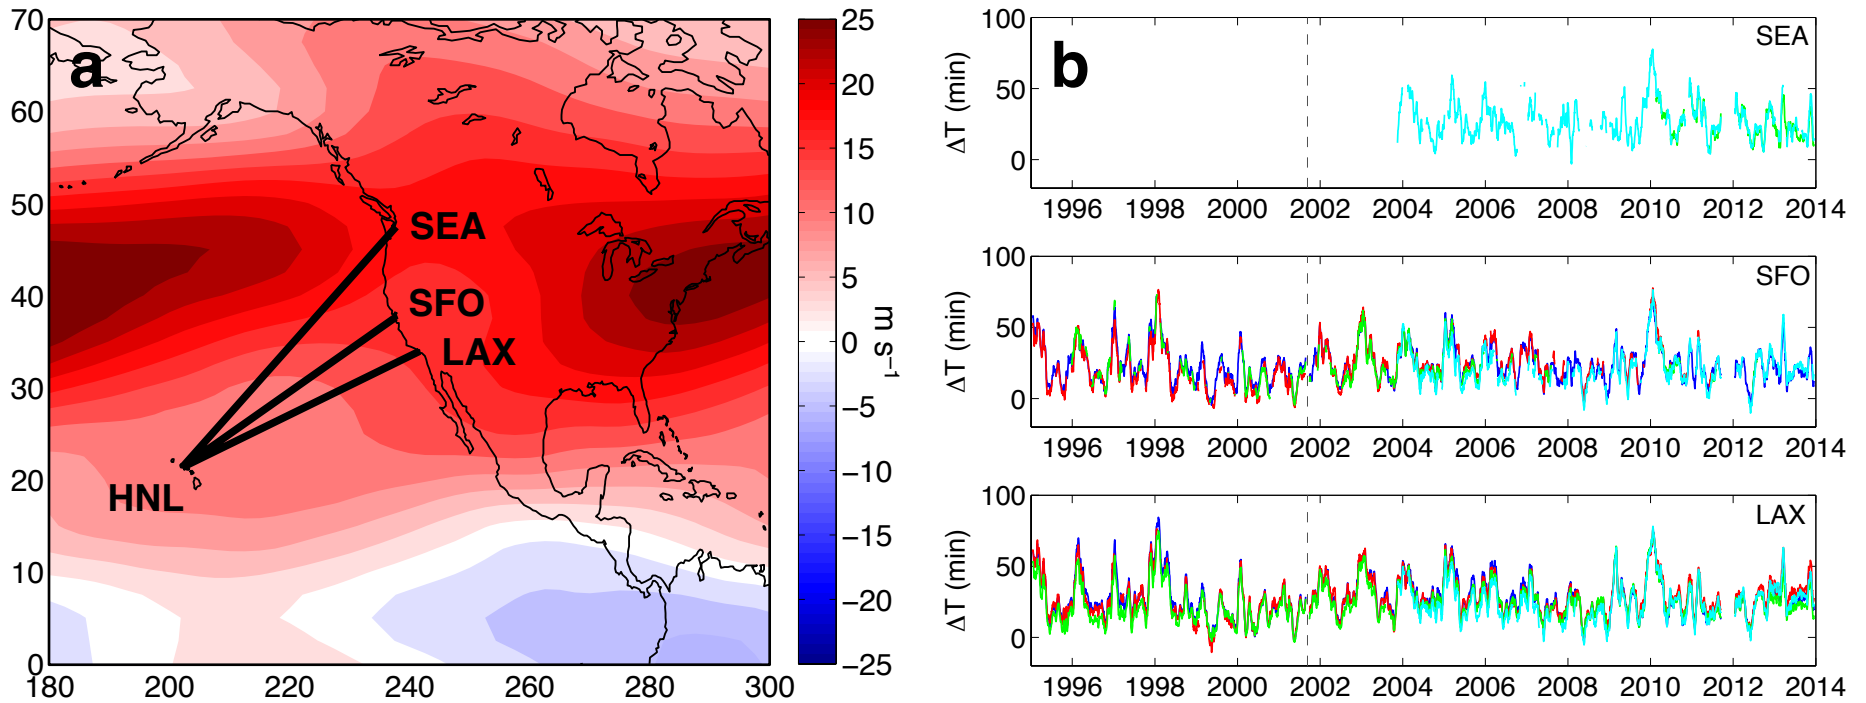 a
70
60
50
40
30
20
10
0
180
200
220
240
260
280
300
SEA
SFO
LAX
HNL
25
20
15
10
5
0
−5
−10
−15
−20
−25
m s−1
b
SEA
100
50
0
ΔT (min)
1996 1998 2000 2002 2004 2006 2008 2010 2012 2014
SFO
100
50
0
ΔT (min)
1996 1998 2000 2002 2004 2006 2008 2010 2012 2014
LAX
100
50
0
ΔT (min)
1996 1998 2000 2002 2004 2006 2008 2010 2012 2014